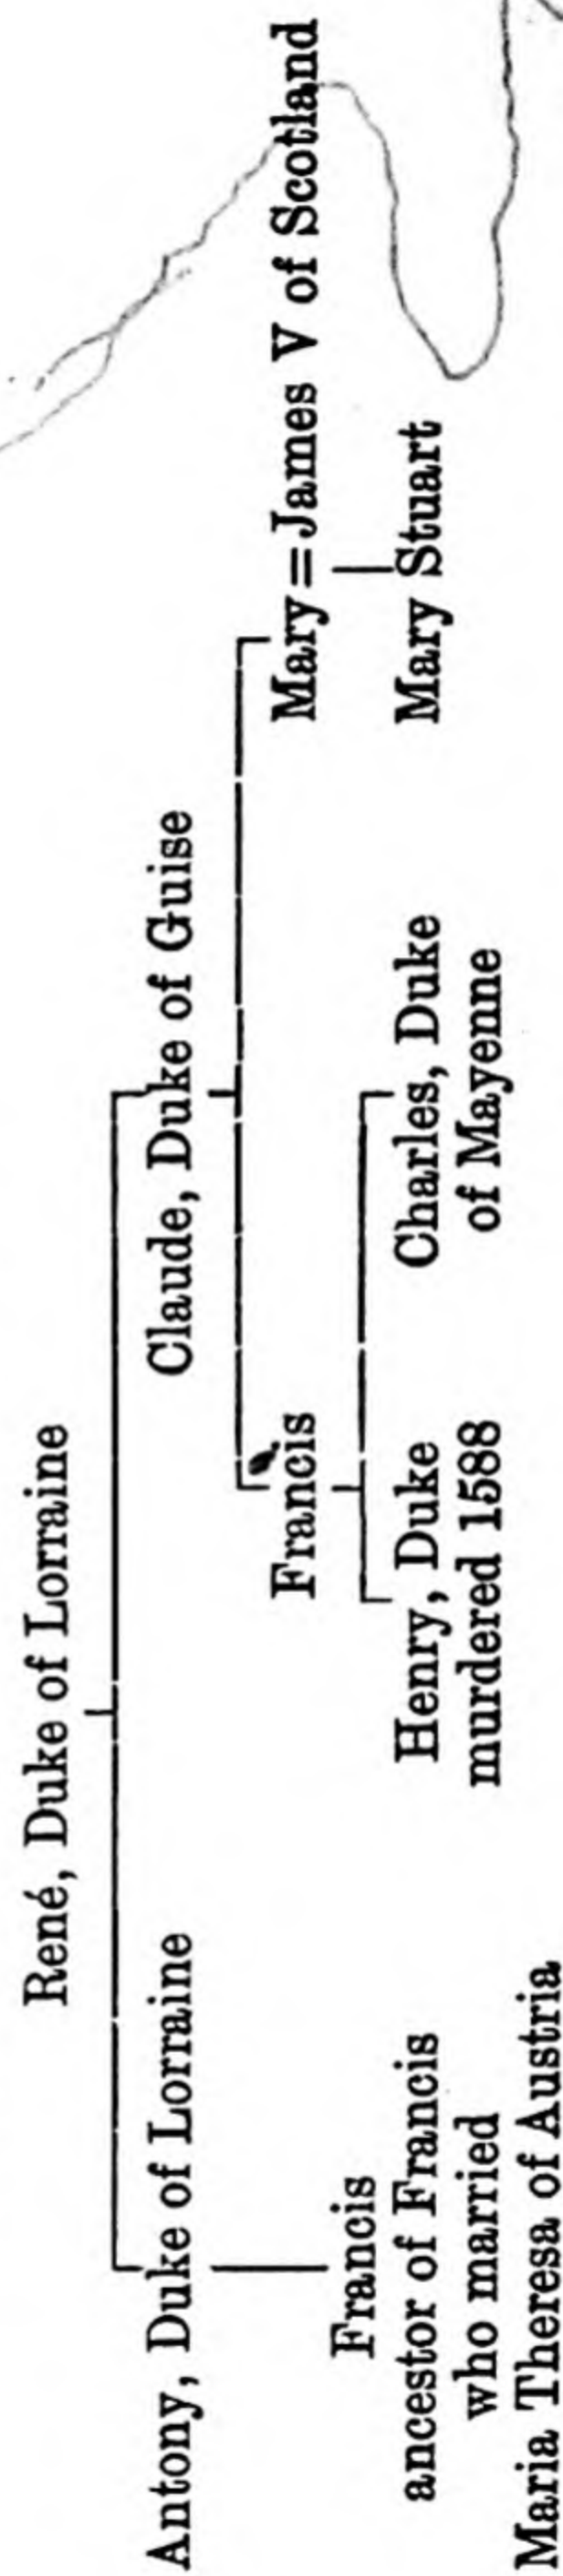 René, Duke of Lorraine
Antony, Duke of Lorraine
Claude, Duke of Guise
Francis
Mary=James V of Scotland
Francis
ancestor of Francis
who married
Maria Theresa of Austria
Henry, Duke
murdered 1588
Charles, Duke
of Mayenne
Mary Stuart